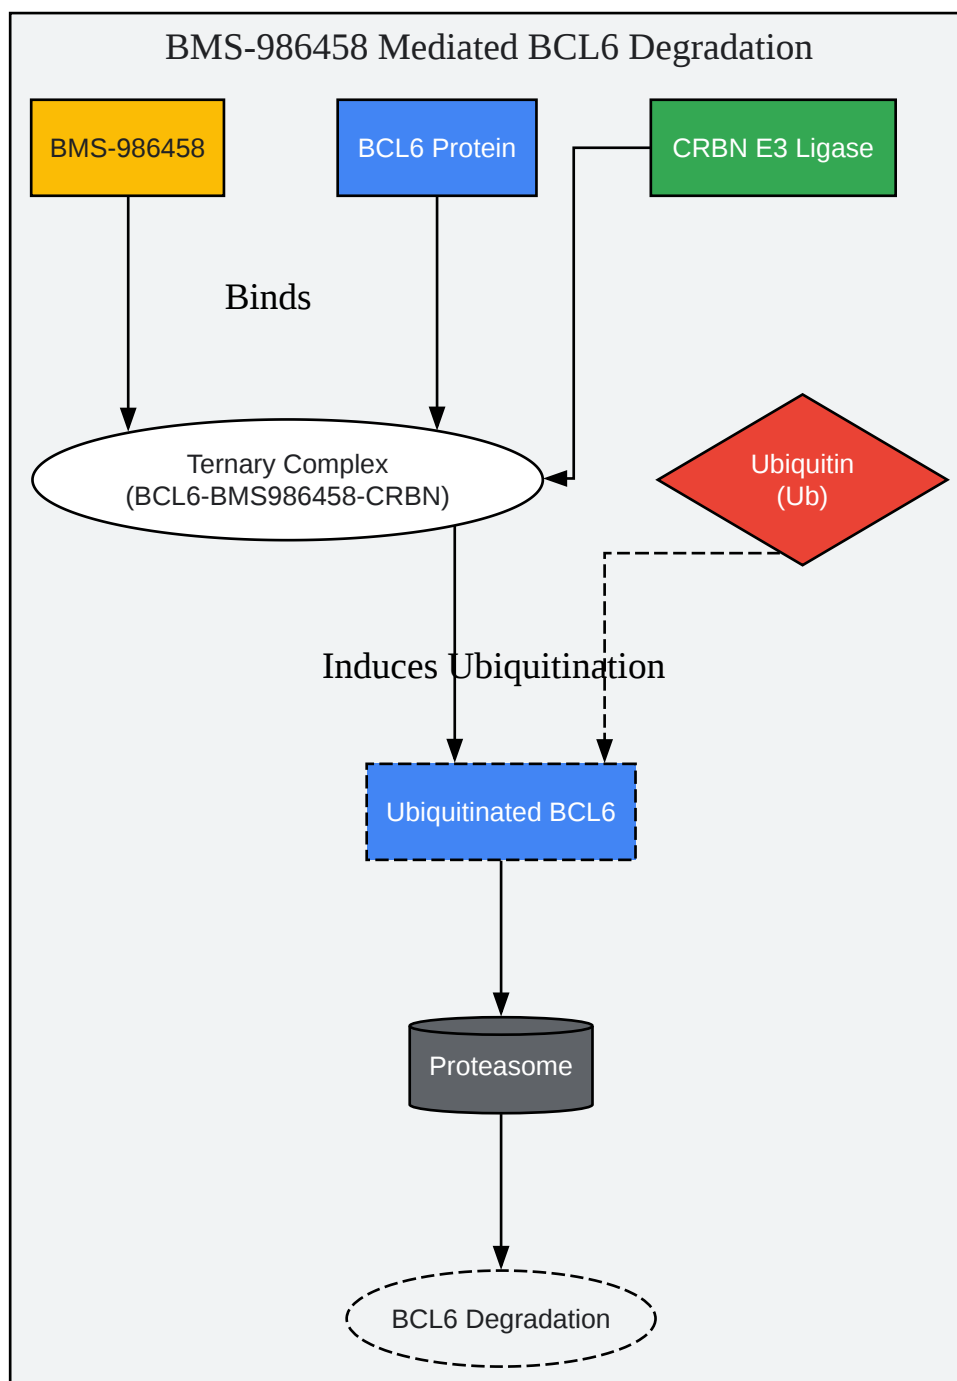 BMS-986458 Mediated BCL6 Degradation
BMS-986458
BCL6 Protein
CRBN E3 Ligase
Binds
Ternary Complex
(BCL6-BMS986458-CRBN)
Ubiquitin
(Ub)
Induces Ubiquitination
Ubiquitinated BCL6
Proteasome
BCL6 Degradation